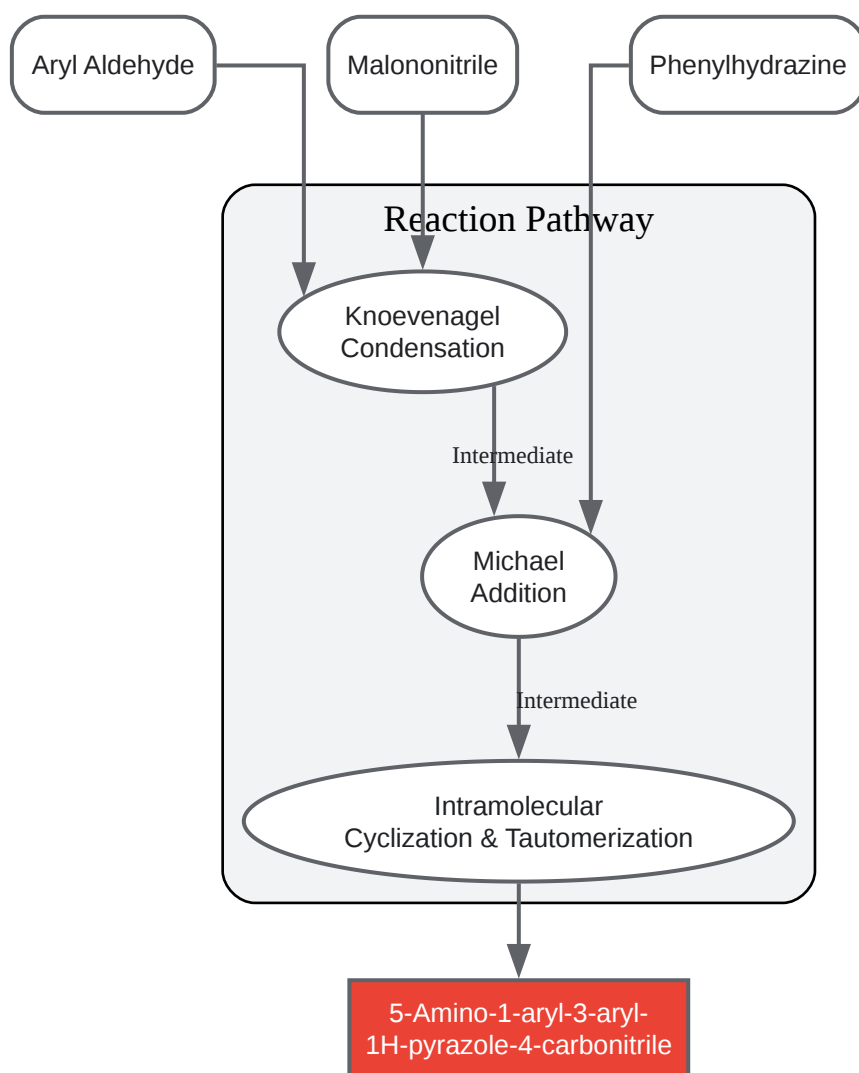 Aryl Aldehyde
Malononitrile
Phenylhydrazine
Reaction Pathway
Knoevenagel
Condensation
Intermediate
Michael
Addition
Intermediate
Intramolecular
Cyclization & Tautomerization
5-Amino-1-aryl-3-aryl-
1H-pyrazole-4-carbonitrile